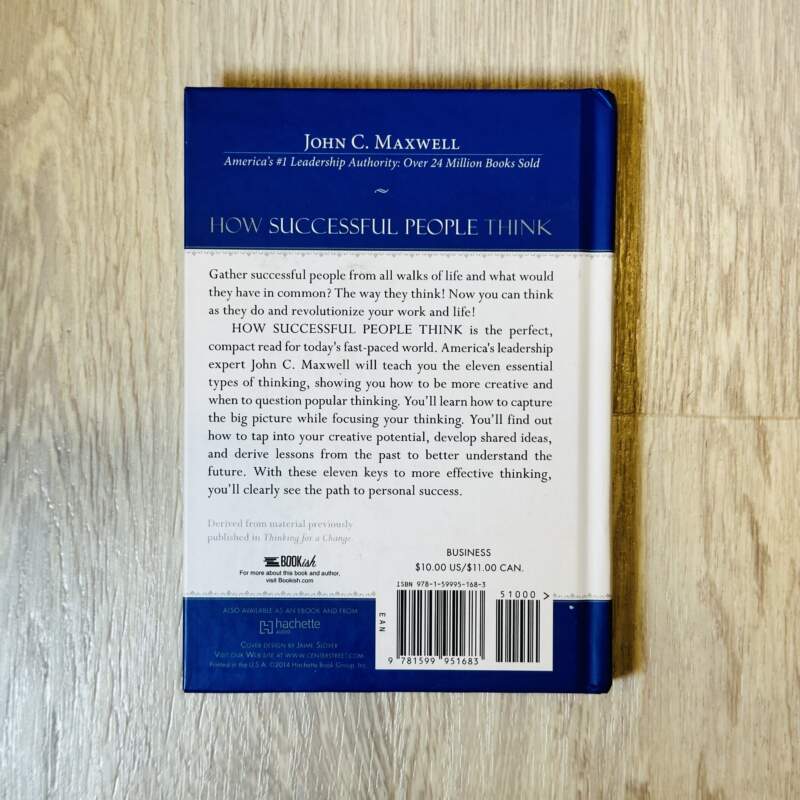 JOHN C. MAXWELL
America's #1 Leadership Authority: Over 24 Million Books Sold
~
HOW SUCCESSFUL PEOPLE THINK
Gather successful people from all walks of life and what would
they have in common? The way they think! Now you can think
as they do and revolutionize your work and life!
HOW SUCCESSFUL PEOPLE THINK is the perfect,
compact read for today's fast-paced world. America's leadership
expert John C. Maxwell will teach you the eleven essential
types of thinking, showing you how to be more creative and
when to question popular thinking. You'll learn how to capture
the big picture while focusing your thinking. You'll find out
how to tap into your creative potential, develop shared ideas,
and derive lessons from the past to better understand the
future. With these eleven keys to more effective thinking,
you'll clearly see the path to personal success.
Derived from material previously
published in Thinking for a Change
BOOKish
For more about this book and author,
visit Bookish.com
BUSINESS
$10.00 US/$11.00 CAN.
ISBN 978-1-59995-168-3
51000 >
EAN
9 781599 951683
ALSO AVAILABLE AS AN EBOOK AND FROM
hachette
AUDIO
COVER DESIGN BY JAIME SLOVER
VISIT OUR WEB SITE AT WWW.CENTERSTREET.COM
Printed in the U.S.A. ©2014 Hachette Book Group, Inc.